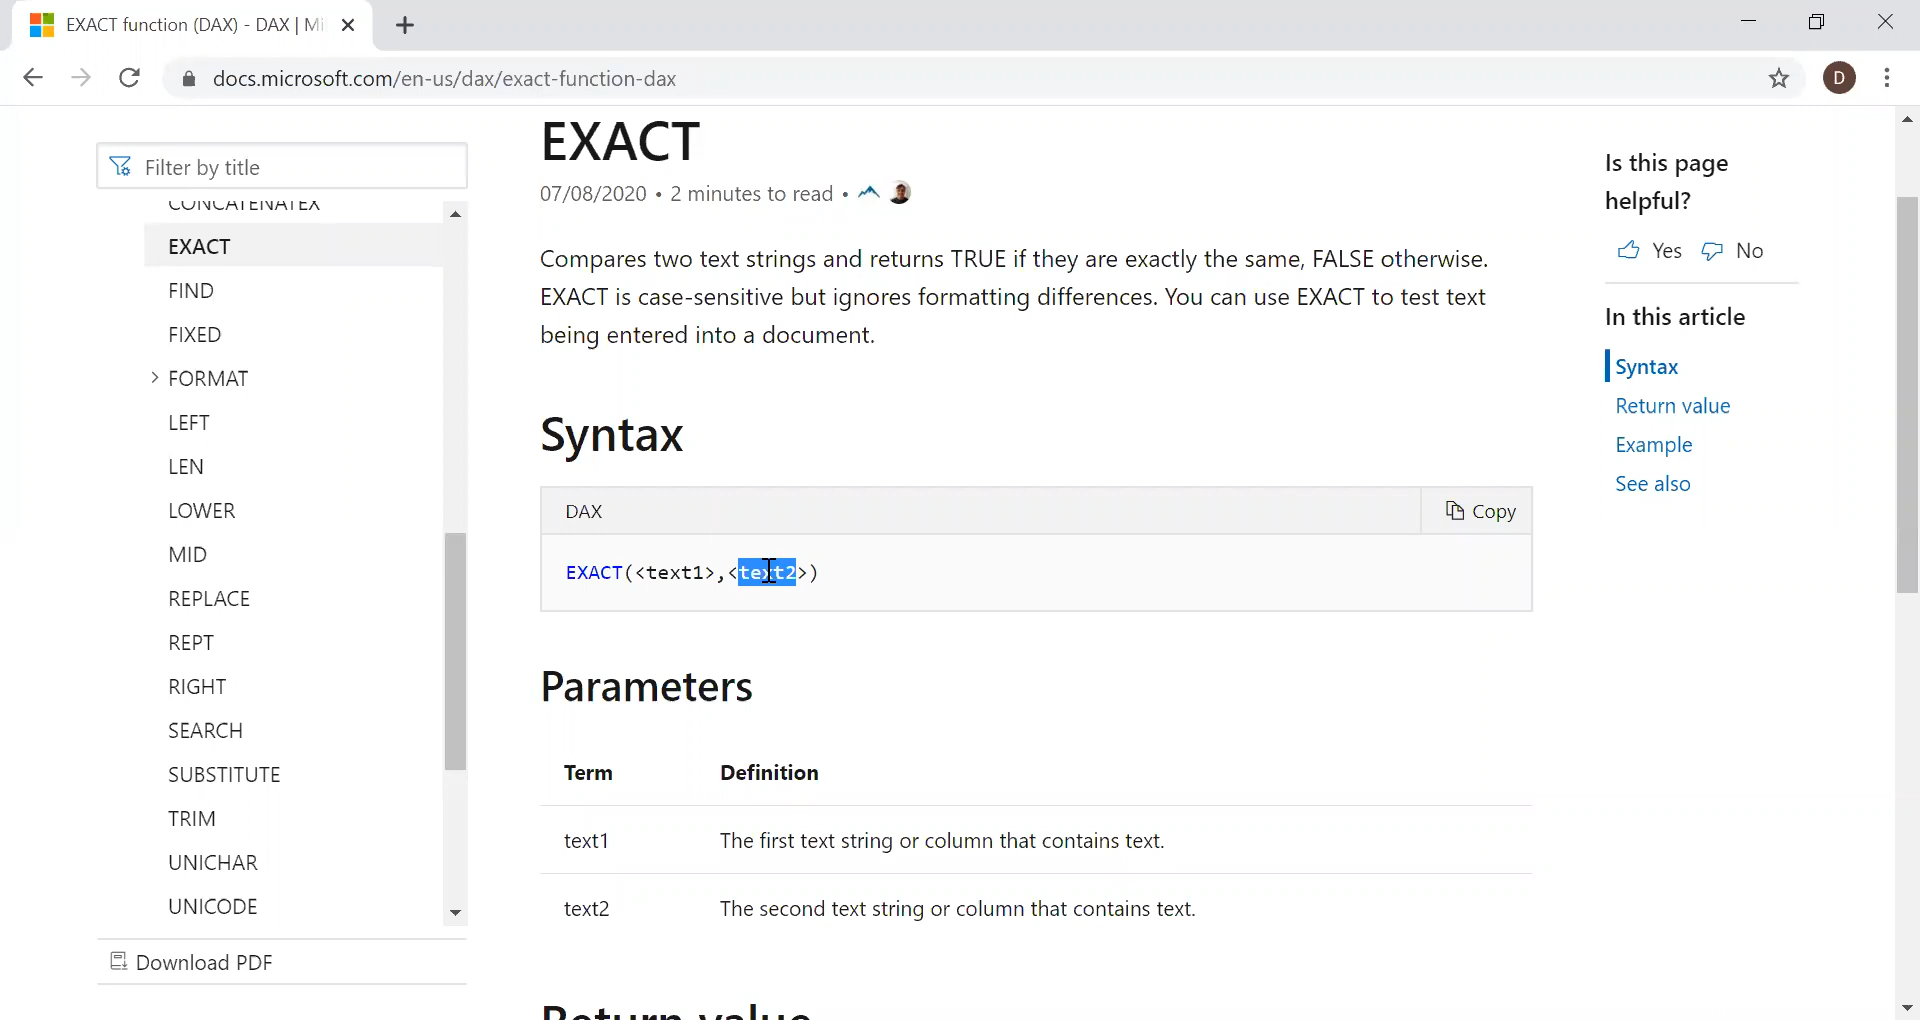 EXACT function (DAX) - DAX | Mi
docs.microsoft.com/en-us/dax/exact-function-dax
D
Filter by title
CONCATENATEX
EXACT
FIND
FIXED
FORMAT
LEFT
LEN
LOWER
MID
REPLACE
REPT
RIGHT
SEARCH
SUBSTITUTE
TRIM
UNICHAR
UNICODE
Download PDF
EXACT
07/08/2020 • 2 minutes to read •
Compares two text strings and returns TRUE if they are exactly the same, FALSE otherwise.
EXACT is case-sensitive but ignores formatting differences. You can use EXACT to test text
being entered into a document.
Syntax
DAX
Copy
EXACT(<text1>,<text2>)
Parameters
Term Definition
text1 The first text string or column that contains text.
text2 The second text string or column that contains text.
Return value
Is this page
helpful?
Yes No
In this article
Syntax
Return value
Example
See also